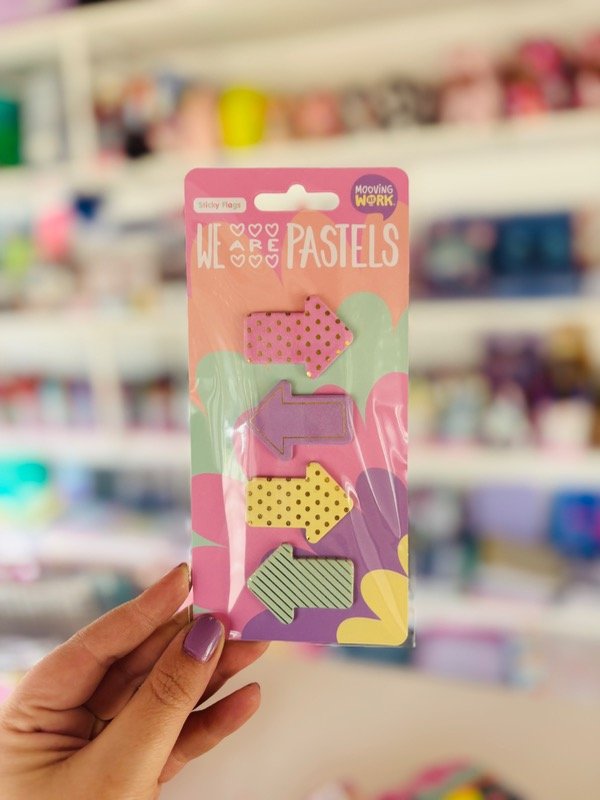 Sticky Flags
MOOVING
WORK
WE ARE PASTELS